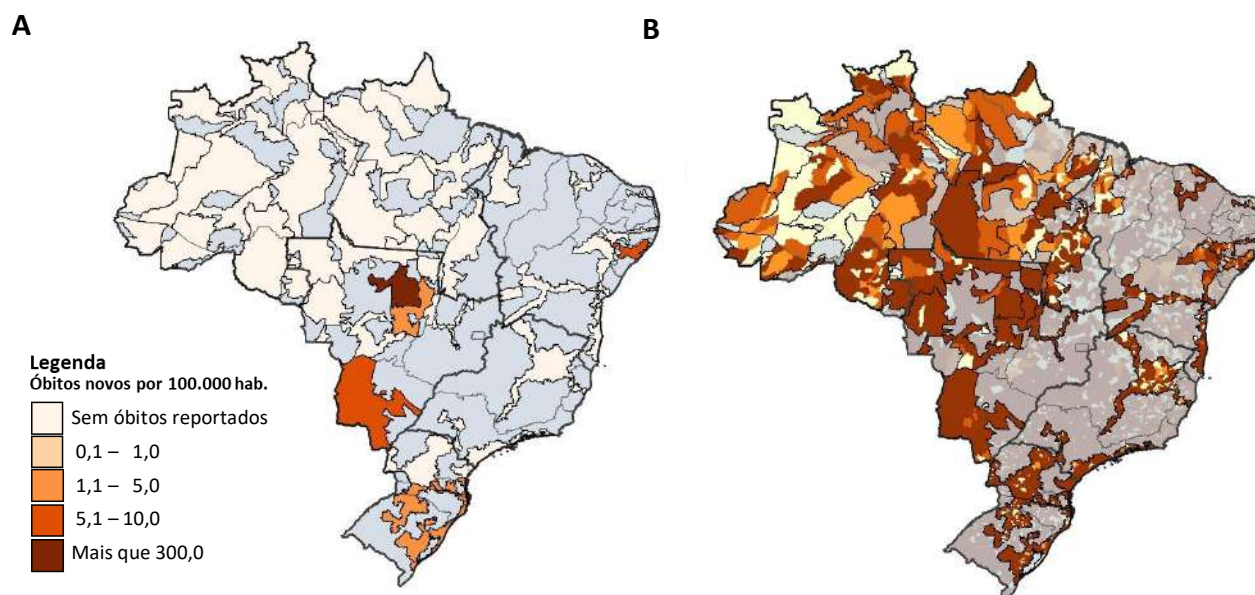 A
B
Legenda
Óbitos novos por 100.000 hab.
Sem óbitos reportados
0,1 – 1,0
1,1 – 5,0
5,1 – 10,0
Mais que 300,0